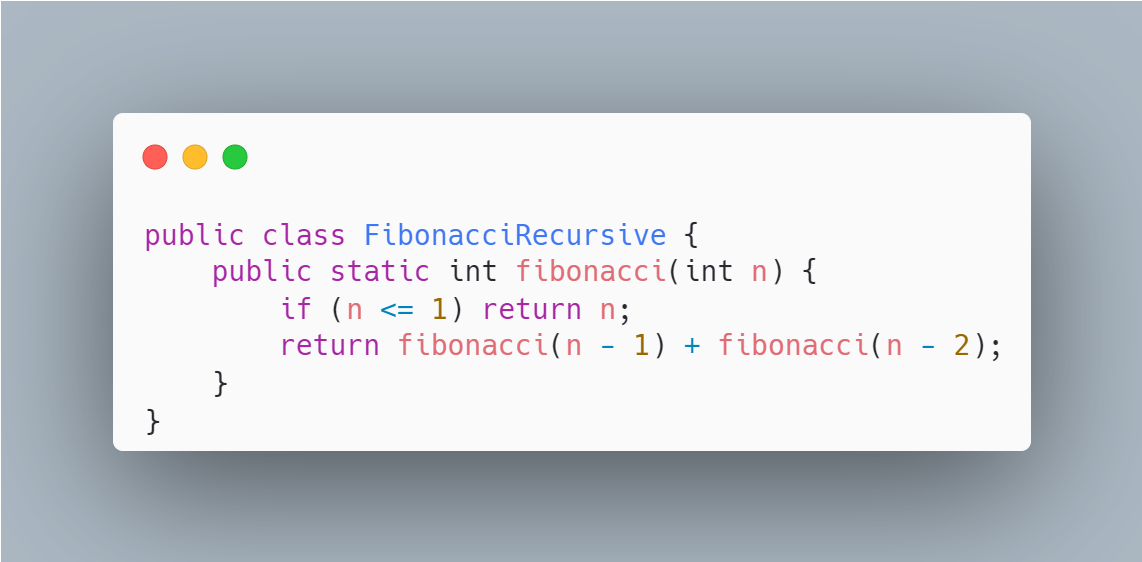 public class FibonacciRecursive {
    public static int fibonacci(int n) {
        if (n <= 1) return n;
        return fibonacci(n - 1) + fibonacci(n - 2);
    }
}